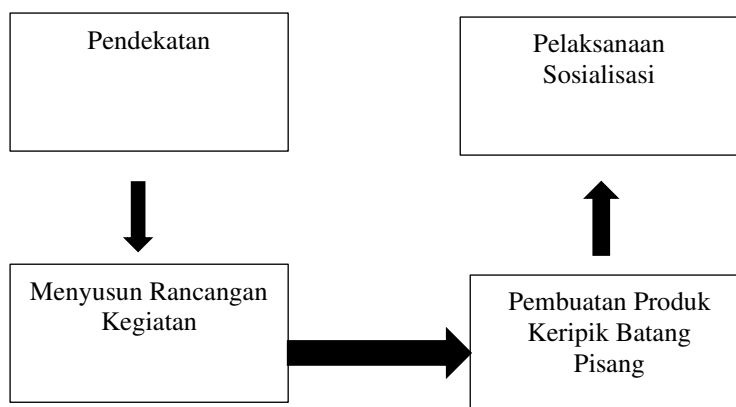 Pendekatan
Menyusun Rancangan
Kegiatan
Pembuatan Produk
Keripik Batang
Pisang
Pelaksanaan
Sosialisasi